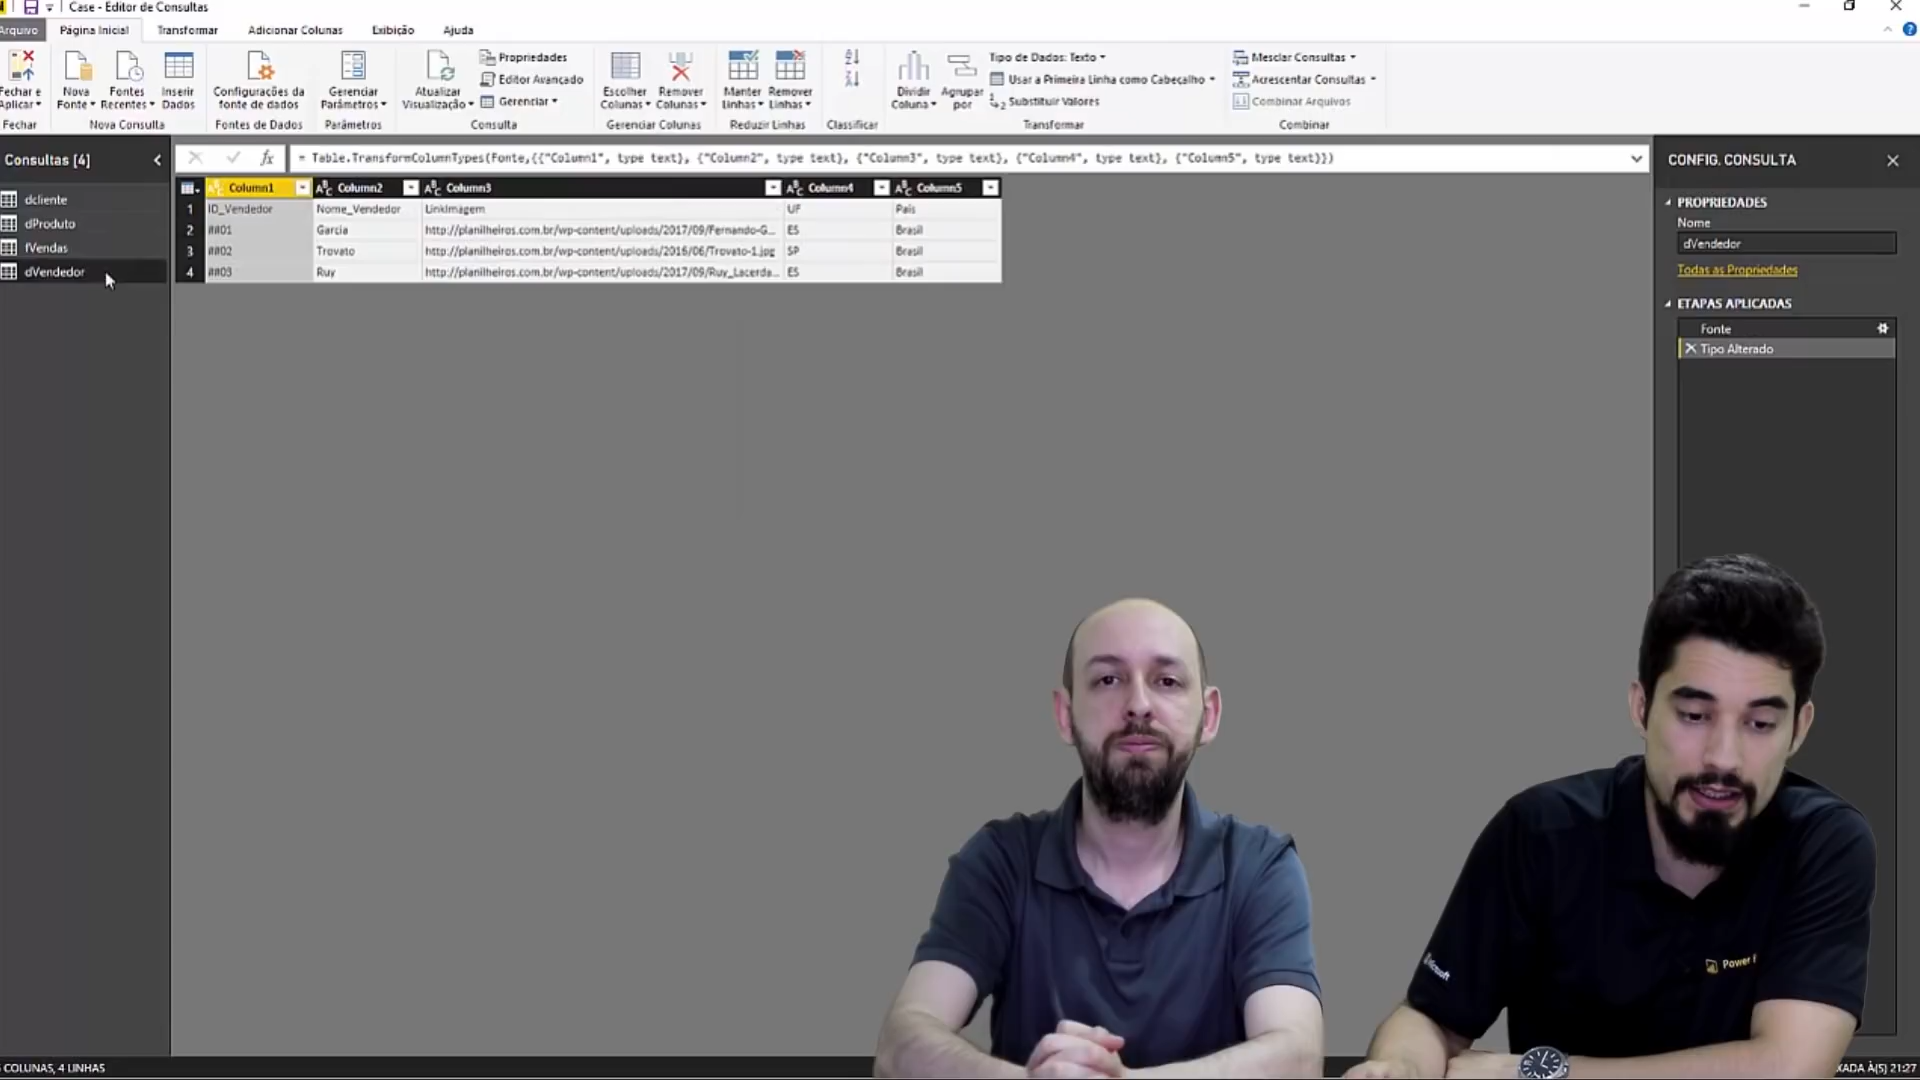 Case - Editor de Consultas
Arquivo
Página Inicial
Transformar
Adicionar Colunas
Exibição
Ajuda
Fechar e Aplicar
Nova Fonte
Fontes Recentes
Inserir Dados
Configurações da fonte de dados
Gerenciar Parâmetros
Atualizar Visualização
Propriedades
Editor Avançado
Gerenciar
Escolher Colunas
Remover Colunas
Manter Linhas
Remover Linhas
Dividir Coluna
Agrupar por
Tipo de Dados: Texto
Usar a Primeira Linha como Cabeçalho
Substituir Valores
Mesclar Consultas
Acrescentar Consultas
Combinar Arquivos
Fechar
Nova Consulta
Fontes de Dados
Parâmetros
Consulta
Gerenciar Colunas
Reduzir Linhas
Classificar
Transformar
Combinar
Consultas [4]
dcliente
dProduto
fVendas
dVendedor
= Table.TransformColumnTypes(Fonte,{{"Column1", type text}, {"Column2", type text}, {"Column3", type text}, {"Column4", type text}, {"Column5", type text}})
Column1 Column2 Column3 Column4 Column5
1 ID_Vendedor Nome_Vendedor LinkImagem UF Pais
2 ##01 Garcia http://planilheiros.com.br/wp-content/uploads/2017/09/Fernando-G... ES Brasil
3 ##02 Trovato http://planilheiros.com.br/wp-content/uploads/2016/06/Trovato-1.jpg SP Brasil
4 ##03 Ruy http://planilheiros.com.br/wp-content/uploads/2017/09/Ruy_Lacerda... ES Brasil
CONFIG. CONSULTA
PROPRIEDADES
Nome
dVendedor
Todas as Propriedades
ETAPAS APLICADAS
Fonte
Tipo Alterado
Microsoft
Power
COLUNAS, 4 LINHAS
XADA À(S) 21:27